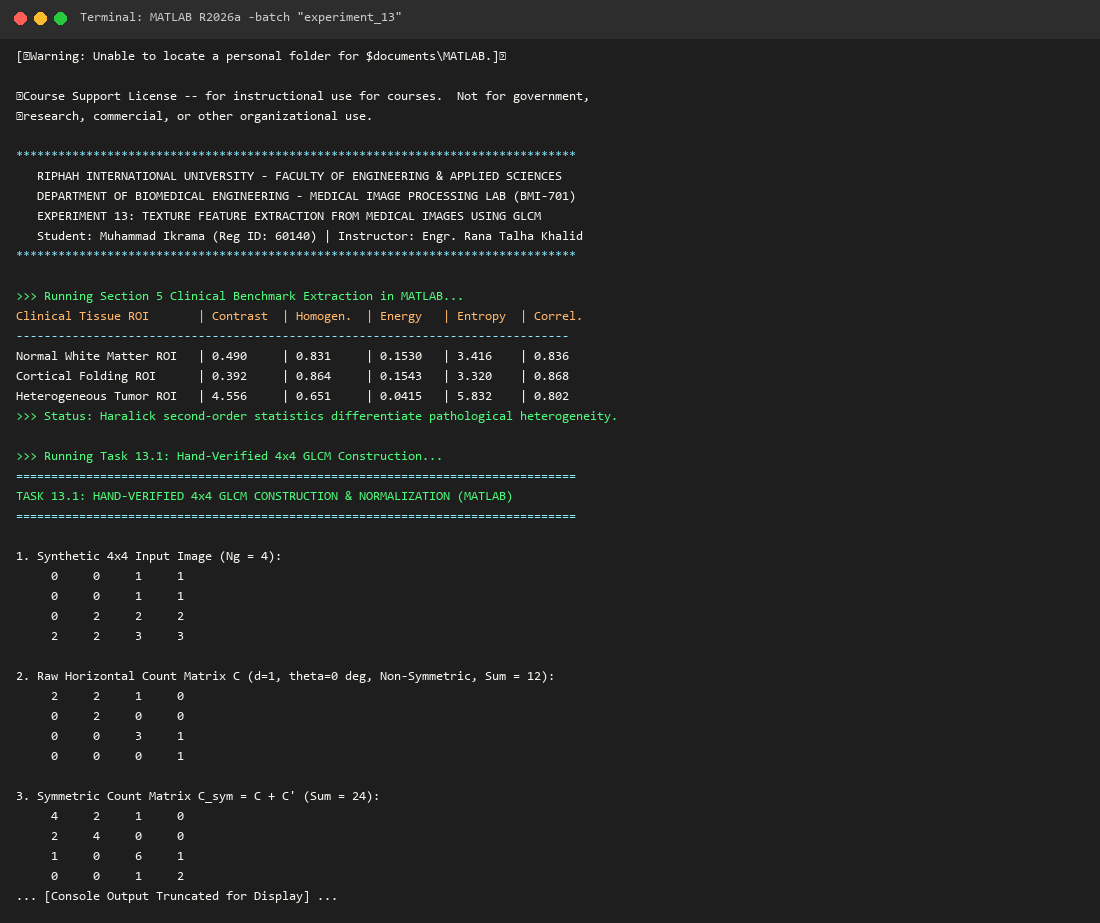 Terminal: MATLAB R2026a -batch "experiment_13"
[Warning: Unable to locate a personal folder for $documents\MATLAB.]
Course Support License -- for instructional use for courses.  Not for government,
research, commercial, or other organizational use.
********************************************************************************
   RIPHAH INTERNATIONAL UNIVERSITY - FACULTY OF ENGINEERING & APPLIED SCIENCES
   DEPARTMENT OF BIOMEDICAL ENGINEERING - MEDICAL IMAGE PROCESSING LAB (BMI-701)
   EXPERIMENT 13: TEXTURE FEATURE EXTRACTION FROM MEDICAL IMAGES USING GLCM
   Student: Muhammad Ikrama (Reg ID: 60140) | Instructor: Engr. Rana Talha Khalid
********************************************************************************
>>> Running Section 5 Clinical Benchmark Extraction in MATLAB...
Clinical Tissue ROI       | Contrast  | Homogen.  | Energy   | Entropy  | Correl.
-------------------------------------------------------------------------------
Normal White Matter ROI   | 0.490     | 0.831     | 0.1530   | 3.416    | 0.836
Cortical Folding ROI      | 0.392     | 0.864     | 0.1543   | 3.320    | 0.868
Heterogeneous Tumor ROI   | 4.556     | 0.651     | 0.0415   | 5.832    | 0.802
>>> Status: Haralick second-order statistics differentiate pathological heterogeneity.
>>> Running Task 13.1: Hand-Verified 4x4 GLCM Construction...
================================================================================
TASK 13.1: HAND-VERIFIED 4x4 GLCM CONSTRUCTION & NORMALIZATION (MATLAB)
================================================================================
1. Synthetic 4x4 Input Image (Ng = 4):
     0     0     1     1
     0     0     1     1
     0     2     2     2
     2     2     3     3
2. Raw Horizontal Count Matrix C (d=1, theta=0 deg, Non-Symmetric, Sum = 12):
     2     2     1     0
     0     2     0     0
     0     0     3     1
     0     0     0     1
3. Symmetric Count Matrix C_sym = C + C' (Sum = 24):
     4     2     1     0
     2     4     0     0
     1     0     6     1
     0     0     1     2
... [Console Output Truncated for Display] ...